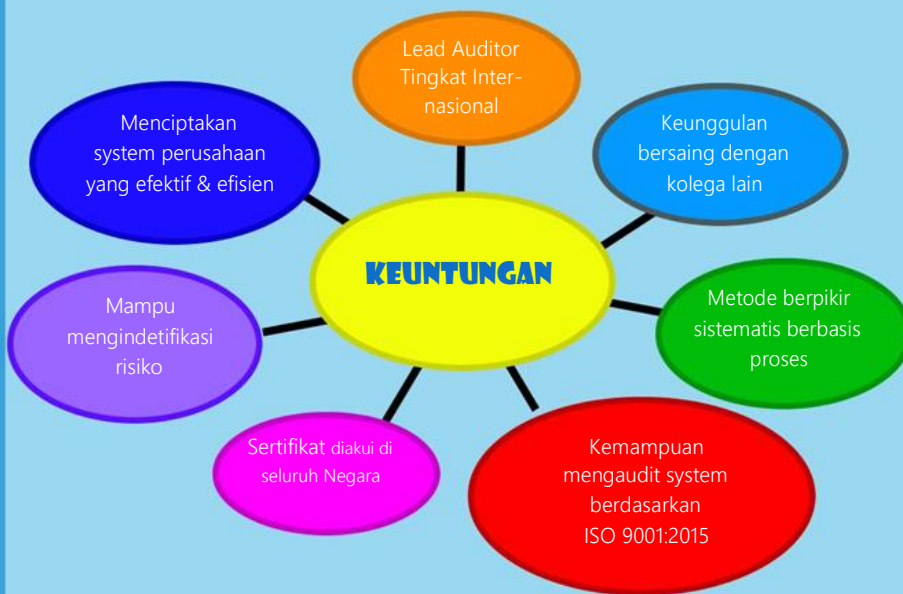 Lead Auditor
Tingkat Inter-
nasional
Menciptakan
system perusahaan
yang efektif & efisien
Keunggulan
bersaing dengan
kolega lain
KEUNTUNGAN
Mampu
mengindetifikasi
risiko
Metode berpikir
sistematis berbasis
proses
Sertifikat diakui di
seluruh Negara
Kemampuan
mengaudit system
berdasarkan
ISO 9001:2015